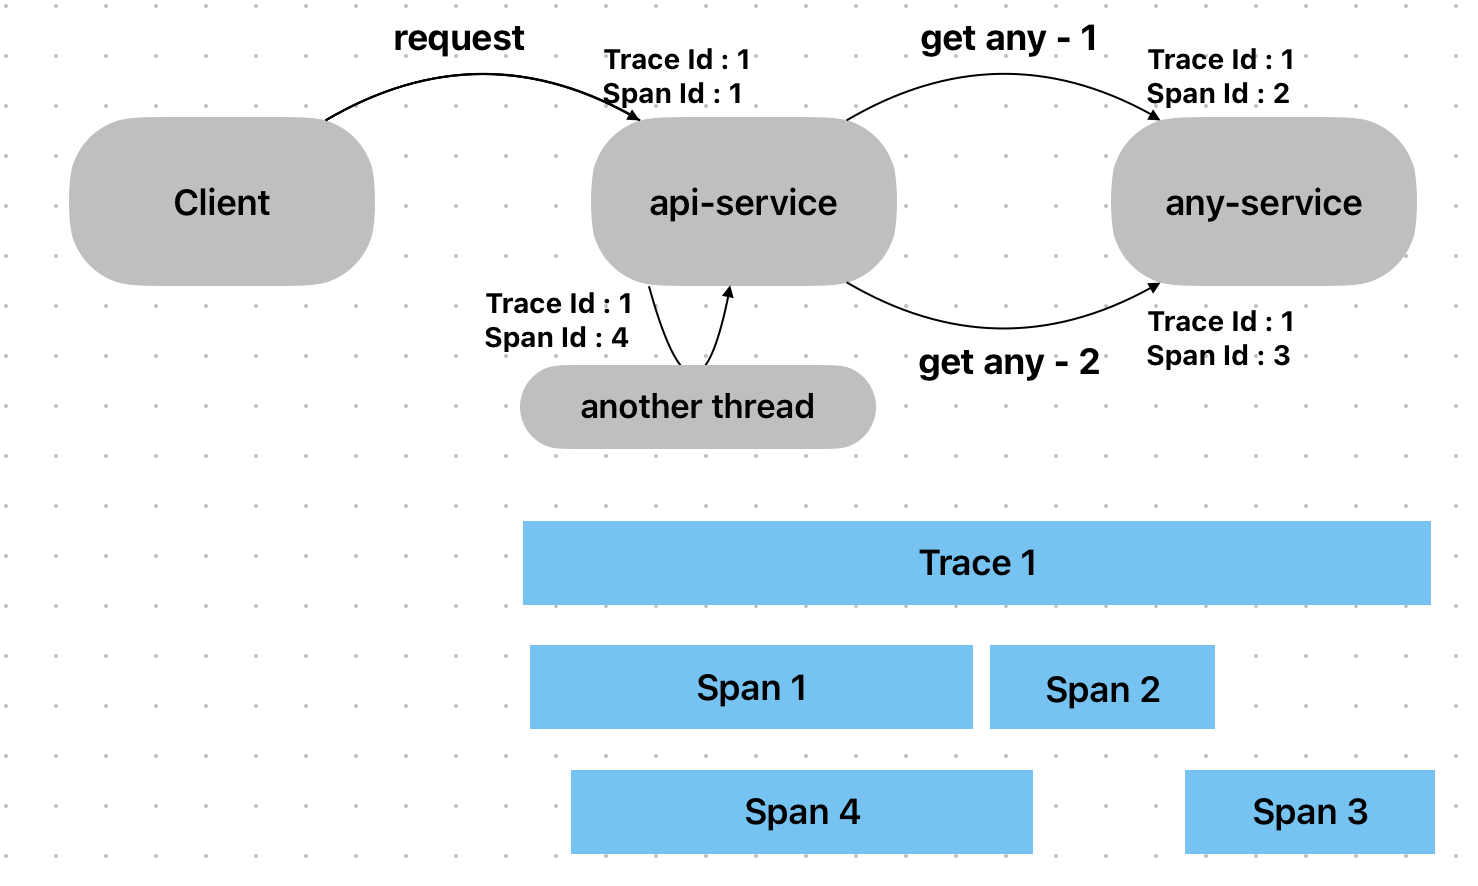 request
get any - 1
Trace Id : 1
Span Id : 1
Trace Id : 1
Span Id : 2
Client
api-service
any-service
Trace Id : 1
Span Id : 4
Trace Id : 1
Span Id : 3
get any - 2
another thread
Trace 1
Span 1
Span 2
Span 4
Span 3